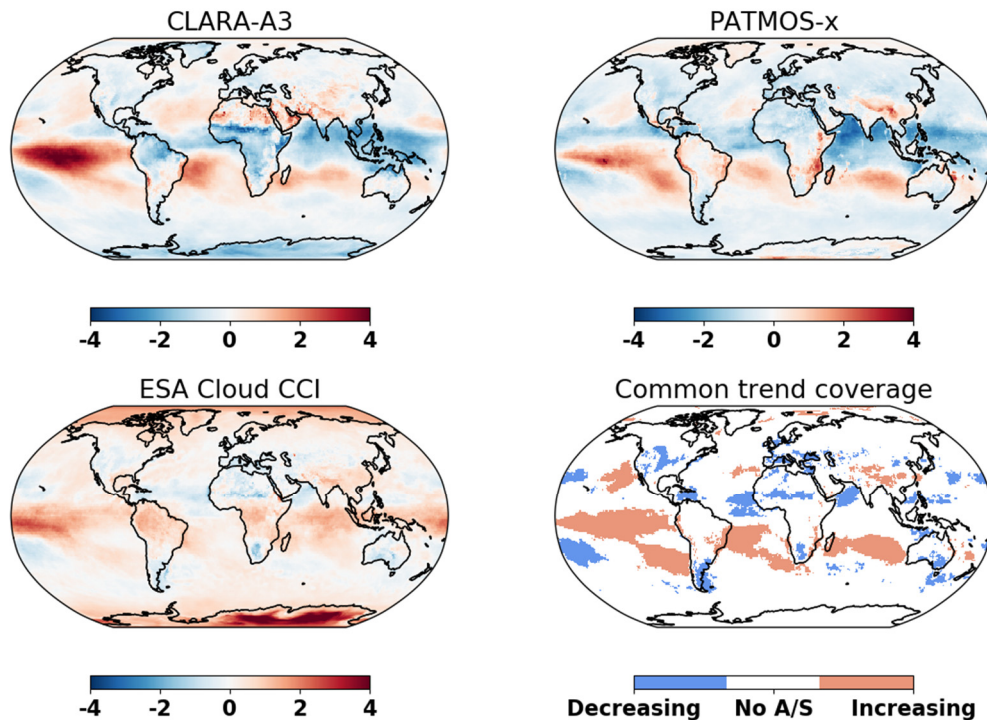 CLARA-A3
PATMOS-x
-4 -2 0 2 4
-4 -2 0 2 4
ESA Cloud CCI
Common trend coverage
-4 -2 0 2 4
Decreasing No A/S Increasing